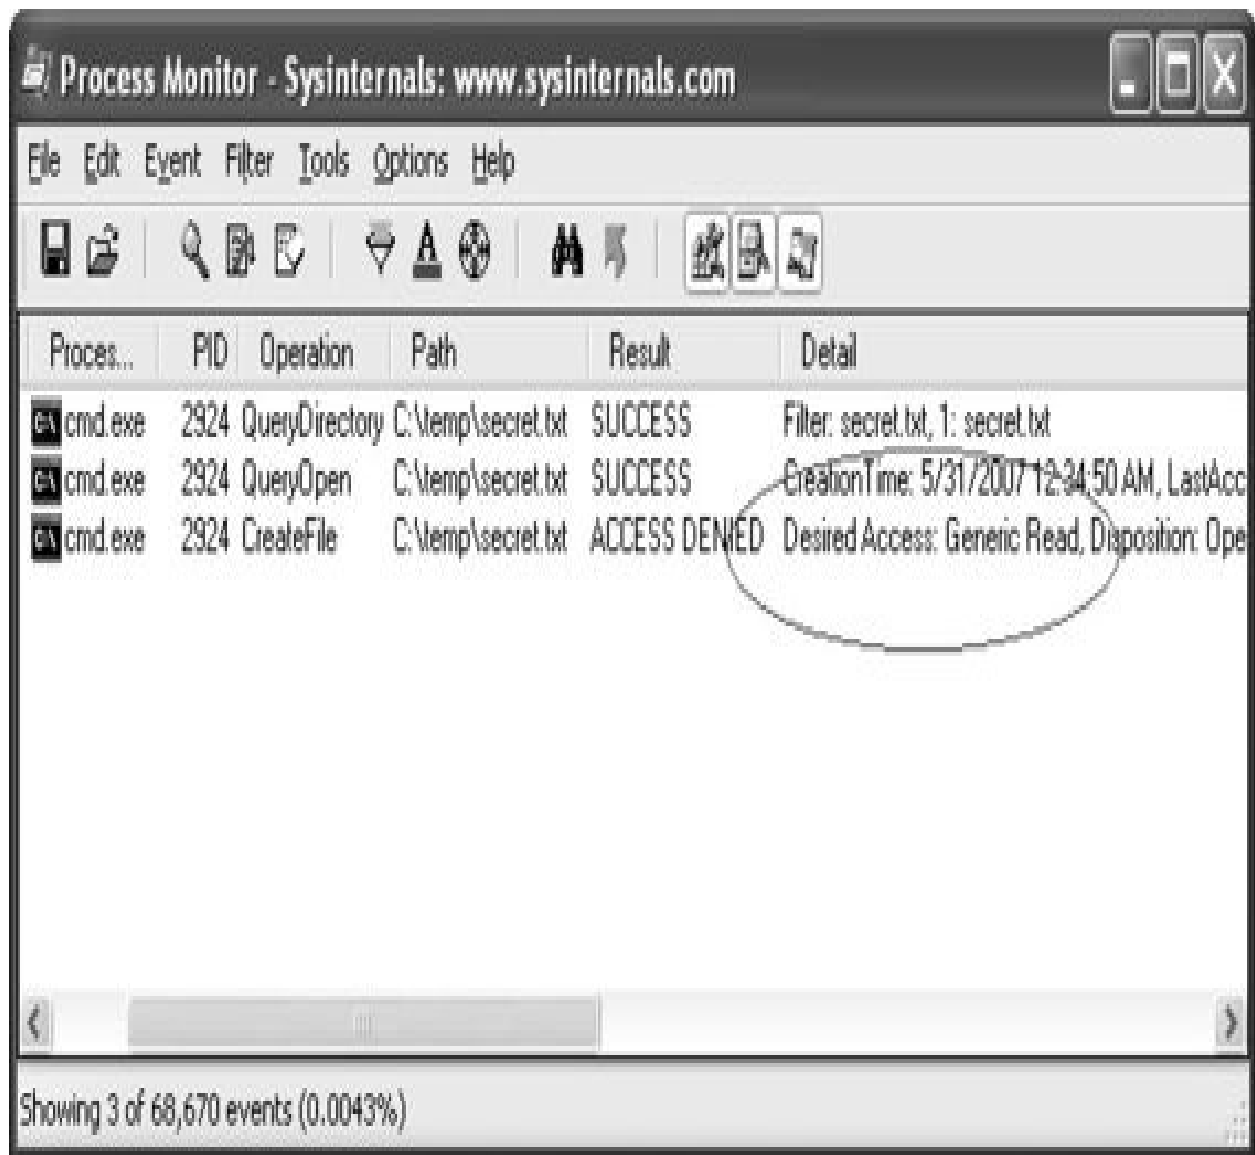 Process Monitor - Sysinternals: www.sysinternals.com
File Edit Event Filter Tools Options Help
Proces... PID Operation Path Result Detail
cmd.exe 2924 QueryDirectory C:\temp\secret.txt SUCCESS Filter: secret.txt, 1: secret.txt
cmd.exe 2924 QueryOpen C:\temp\secret.txt SUCCESS CreationTime: 5/31/2007 12:34:50 AM, LastAcc
cmd.exe 2924 CreateFile C:\temp\secret.txt ACCESS DENIED Desired Access: Generic Read, Disposition: Ope
Showing 3 of 68,670 events (0.0043%)